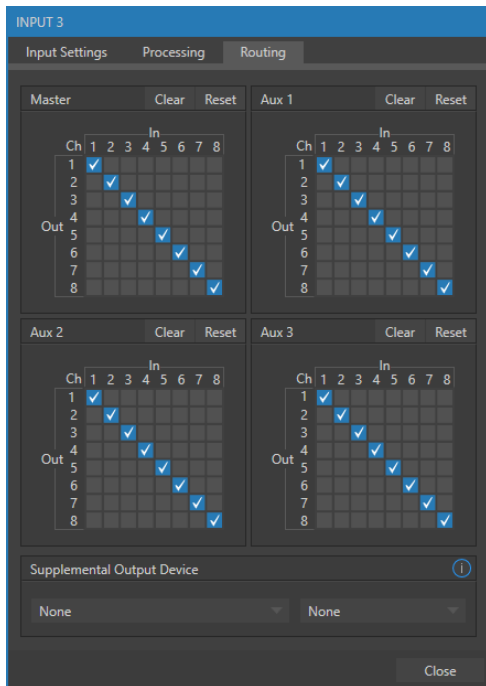 INPUT 3
Input Settings Processing Routing
Master Clear Reset Aux 1 Clear Reset
In In
Ch 1 2 3 4 5 6 7 8 Ch 1 2 3 4 5 6 7 8
1 1
2 2
3 3
Out 4 Out 4
5 5
6 6
7 7
8 8
Aux 2 Clear Reset Aux 3 Clear Reset
In In
Ch 1 2 3 4 5 6 7 8 Ch 1 2 3 4 5 6 7 8
1 1
2 2
3 3
Out 4 Out 4
5 5
6 6
7 7
8 8
Supplemental Output Device i
None None
Close